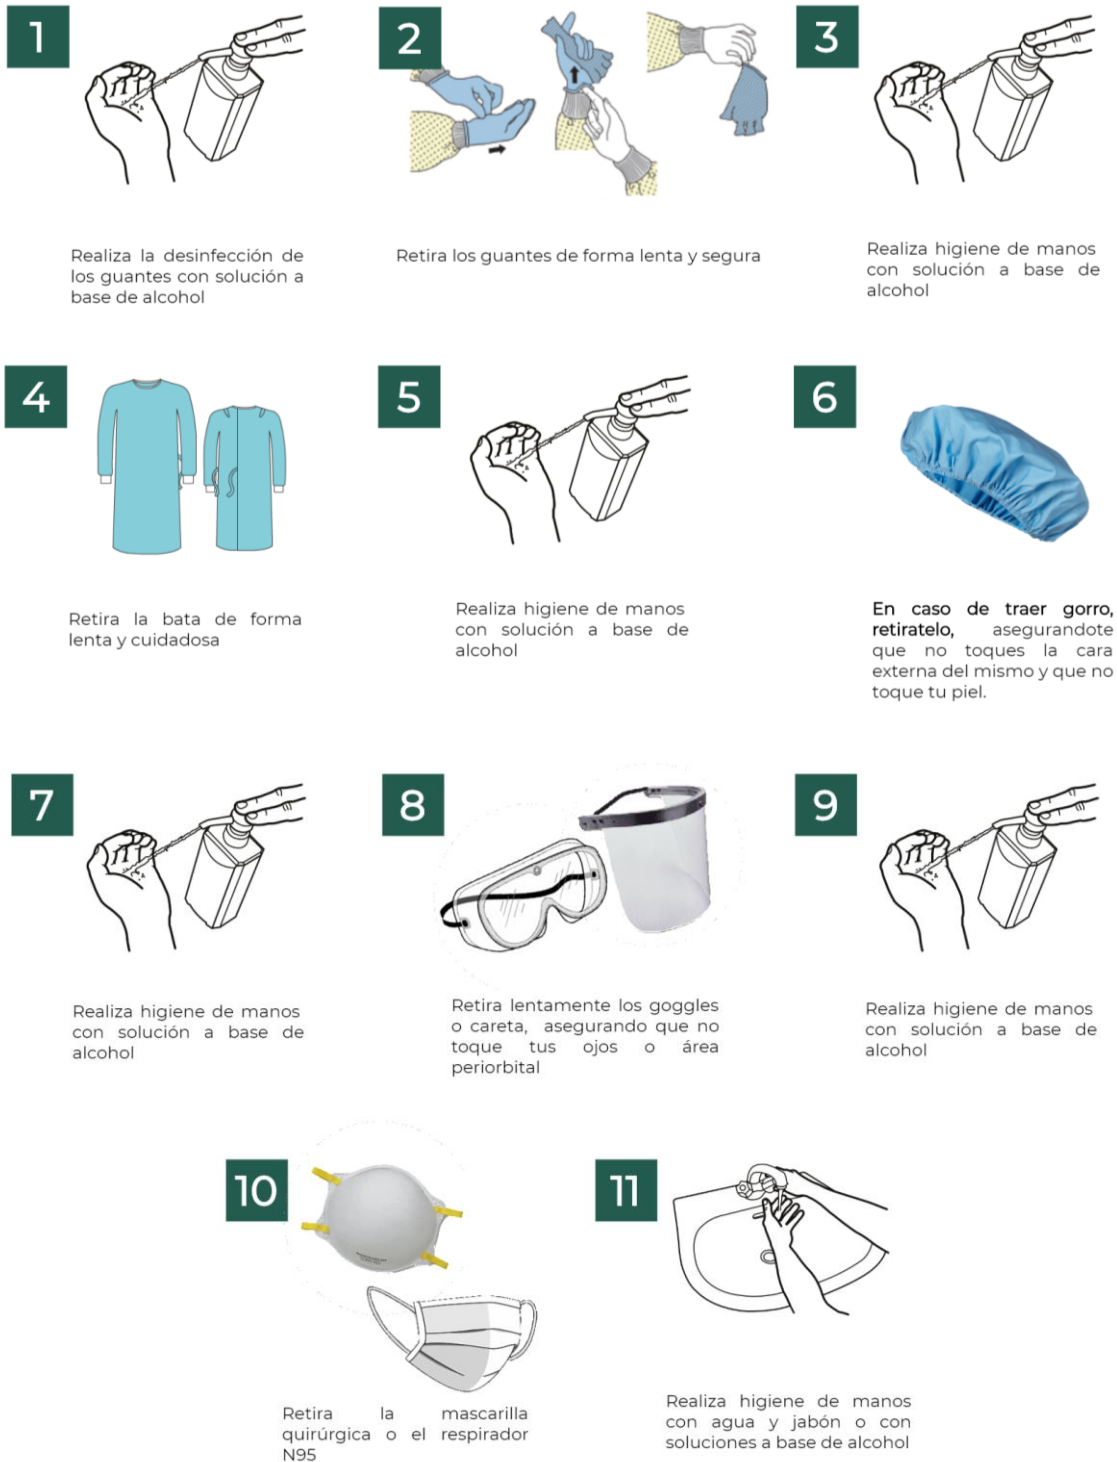 1
Realiza la desinfección de
los guantes con solución a
base de alcohol
2
Retira los guantes de forma lenta y segura
3
Realiza higiene de manos
con solución a base de
alcohol
4
Retira la bata de forma
lenta y cuidadosa
5
Realiza higiene de manos
con solución a base de
alcohol
6
En caso de traer gorro,
retiratelo, asegurandote
que no toques la cara
externa del mismo y que no
toque tu piel.
7
Realiza higiene de manos
con solución a base de
alcohol
8
Retira lentamente los goggles
o careta, asegurando que no
toque tus ojos o área
periorbital
9
Realiza higiene de manos
con solución a base de
alcohol
10
Retira la mascarilla
quirúrgica o el respirador
N95
11
Realiza higiene de manos
con agua y jabón o con
soluciones a base de alcohol